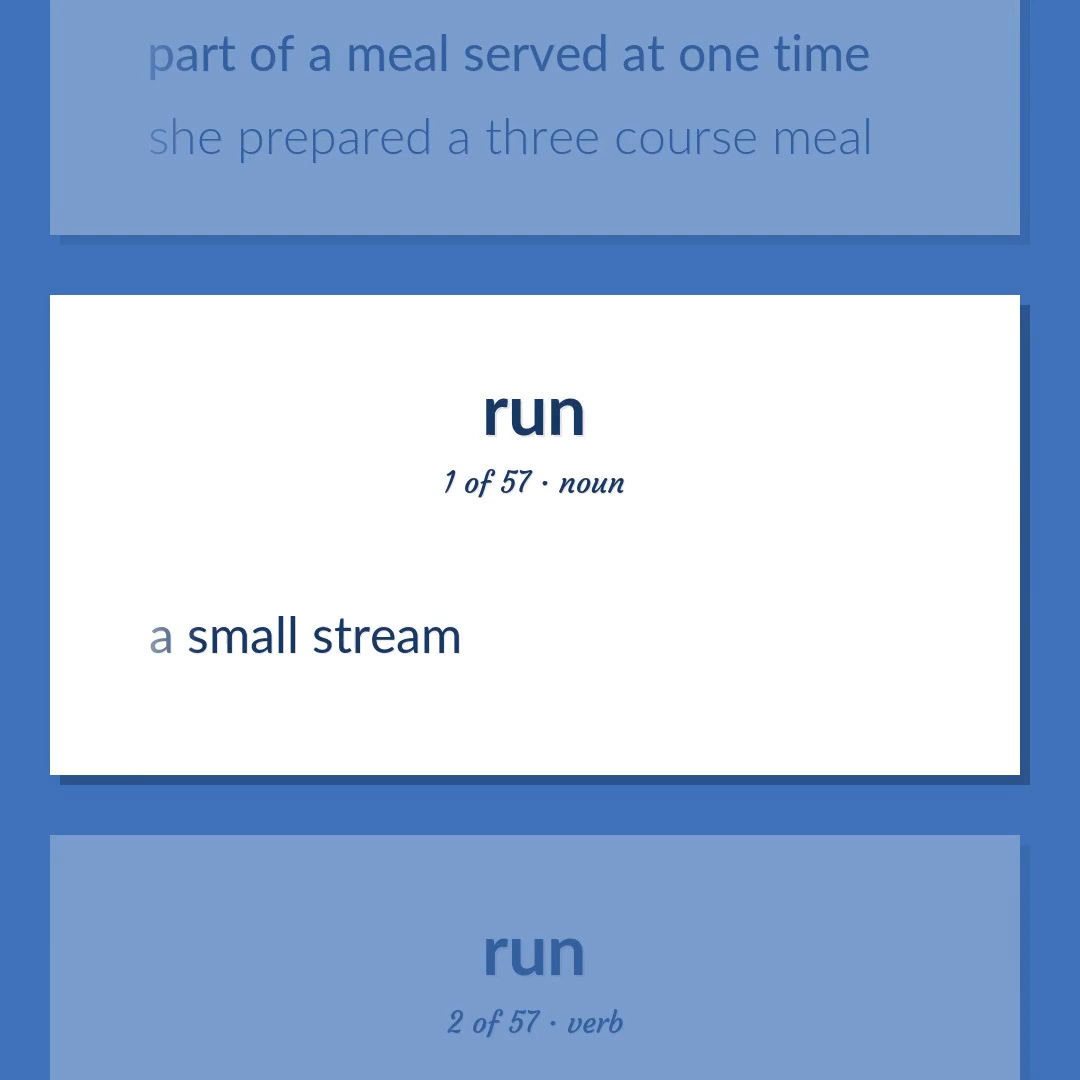 part of a meal served at one time
she prepared a three course meal
run
1 of 57 · noun
a small stream
run
2 of 57 · verb